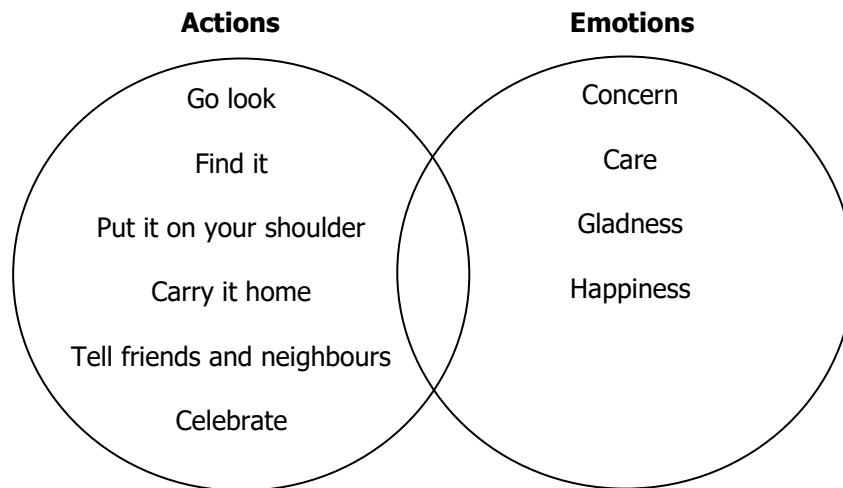 Actions
Emotions
Go look
Find it
Put it on your shoulder
Carry it home
Tell friends and neighbours
Celebrate
Concern
Care
Gladness
Happiness